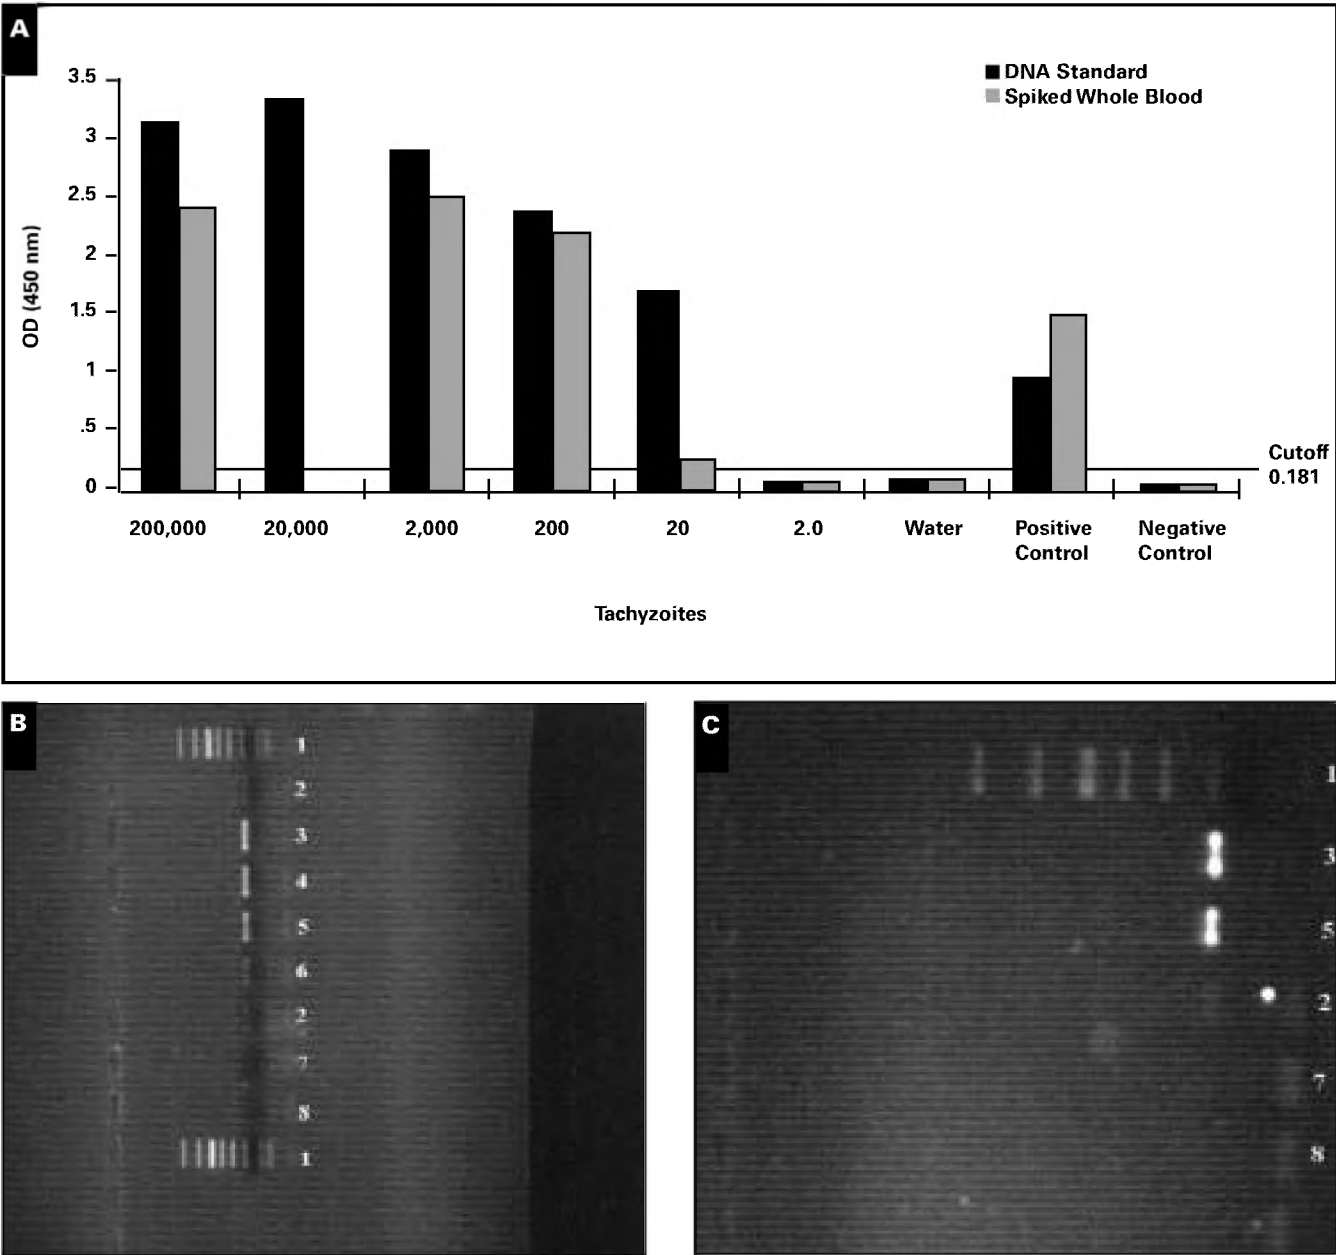 A
DNA Standard
Spiked Whole Blood
3.5
3
2.5
2
1.5
1
.5
0
OD (450 nm)
Cutoff
0.181
200,000
20,000
2,000
200
20
2.0
Water
Positive
Control
Negative
Control
Tachyzoites
B
1
2
3
4
5
6
2
7
8
1
C
1
3
5
2
7
8